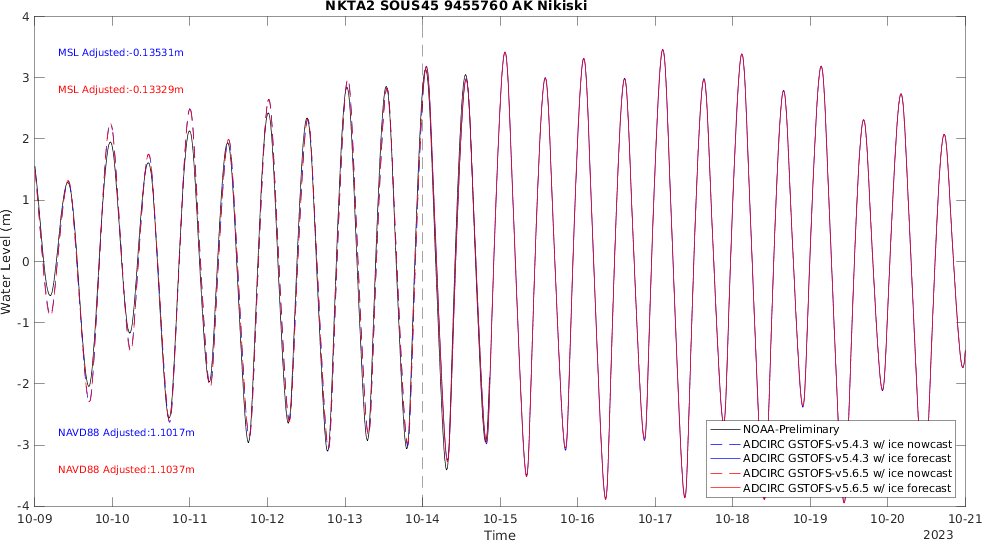 NKTA2 SOUS45 9455760 AK Nikiski
4
3
2
1
0
-1
-2
-3
-4
Water Level (m)
MSL Adjusted:-0.13531m
MSL Adjusted:-0.13329m
NAVD88 Adjusted:1.1017m
NAVD88 Adjusted:1.1037m
NOAA-Preliminary
ADCIRC GSTOFS-v5.4.3 w/ ice nowcast
ADCIRC GSTOFS-v5.4.3 w/ ice forecast
ADCIRC GSTOFS-v5.6.5 w/ ice nowcast
ADCIRC GSTOFS-v5.6.5 w/ ice forecast
10-09 10-10 10-11 10-12 10-13 10-14 10-15 10-16 10-17 10-18 10-19 10-20 10-21
Time
2023